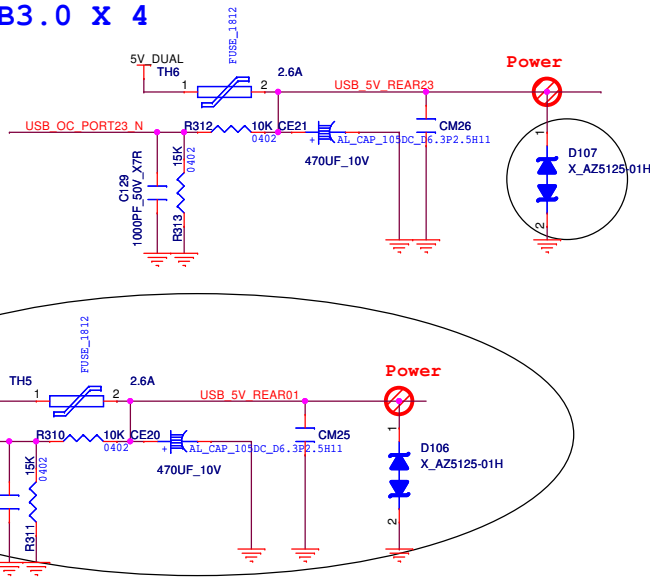 B3.0 X 4
FUSE_1812
5V_DUAL
TH6
1
2
2.6A
USB_5V_REAR23
Power
USB_OC_PORT23_N
R312
10K
0402
CE21
+
AL_CAP_105DC_D6.3P2.5H11
470UF_10V
CM26
C129
1000PF_50V_X7R
15K
0402
R313
1
D107
X_AZ5125-01H
2
FUSE_1812
TH5
1
2
2.6A
USB_5V_REAR01
Power
R310
10K
0402
CE20
+
AL_CAP_105DC_D6.3P2.5H11
470UF_10V
CM25
15K
0402
R311
1
D106
X_AZ5125-01H
2